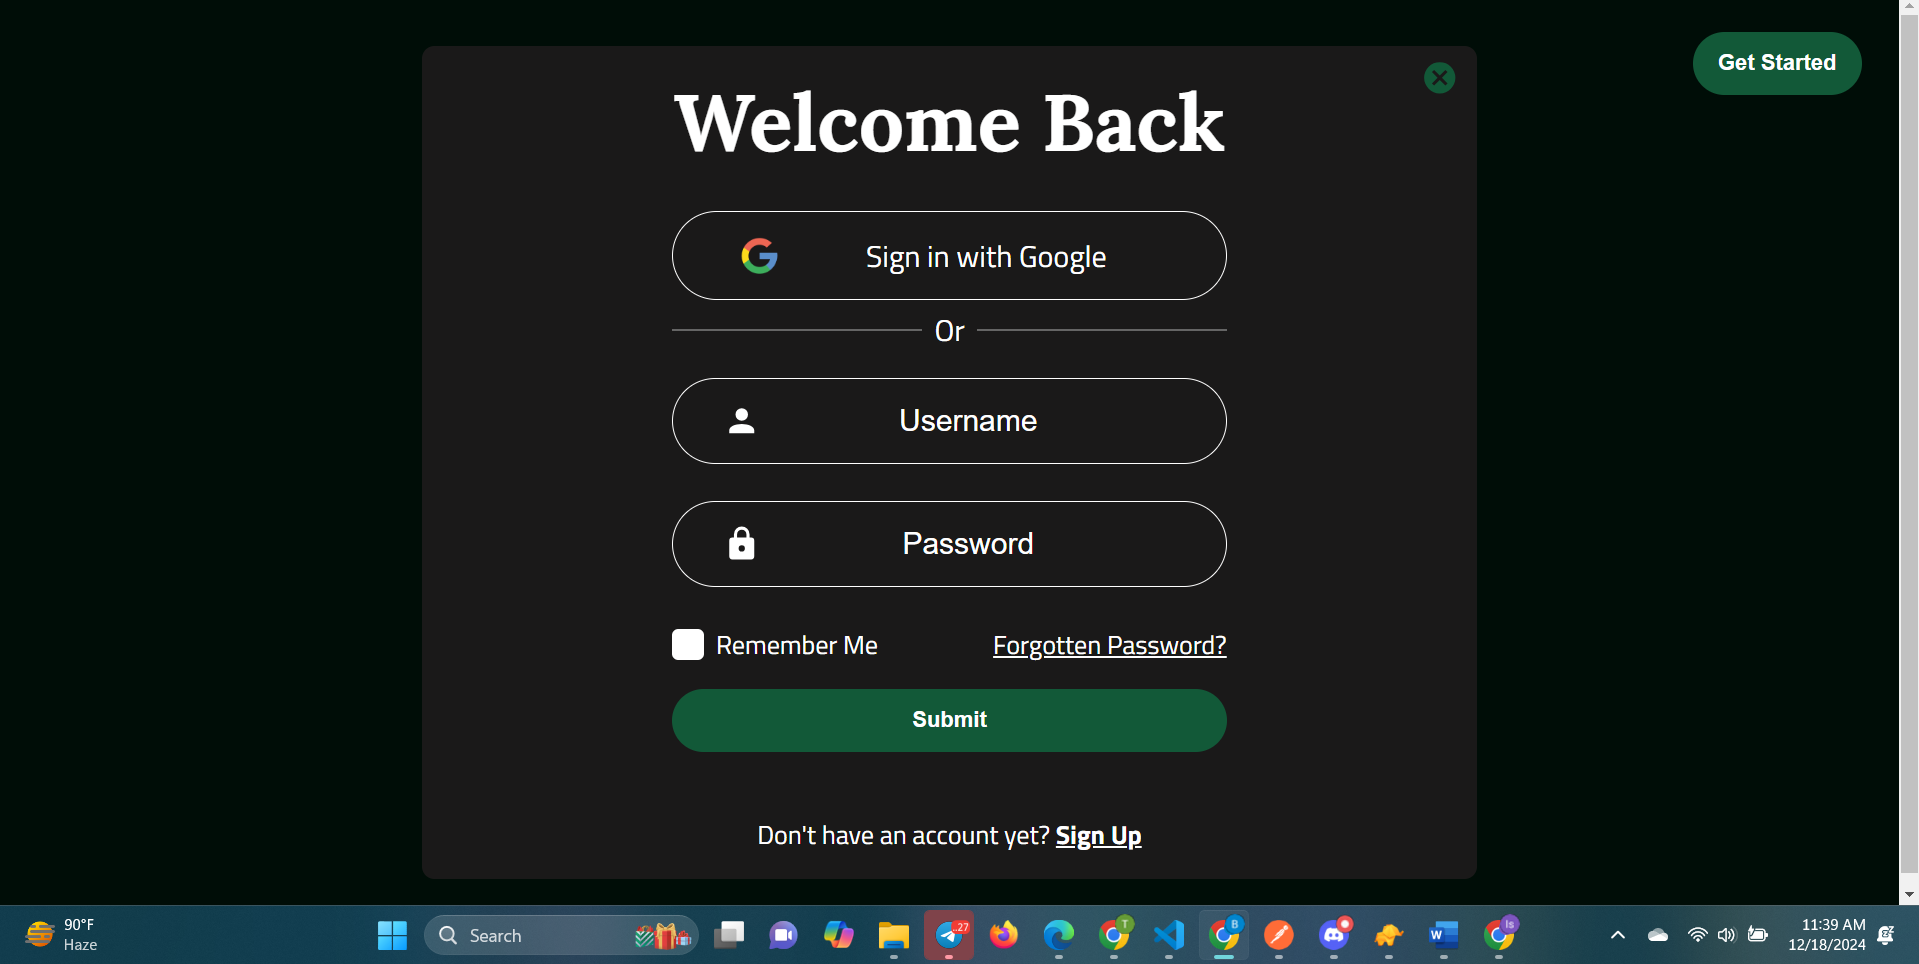 Get Started
Welcome Back
Sign in with Google
Or
Username
Password
Remember Me
Forgotten Password?
Submit
Don't have an account yet? Sign Up
90°F
Haze
Search
..27
T
B
W
Is
11:39 AM
12/18/2024